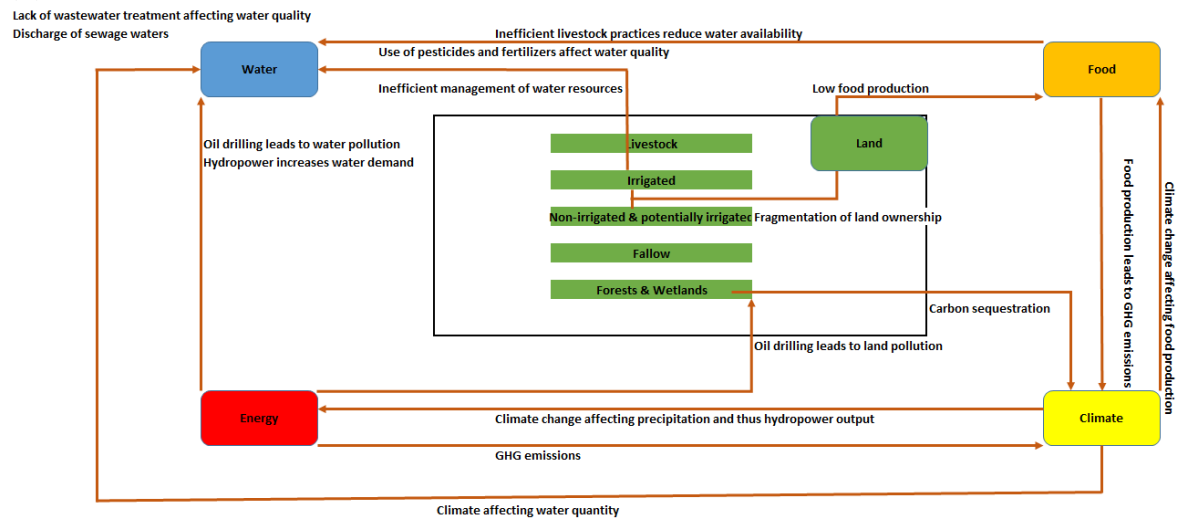 Lack of wastewater treatment affecting water quality
Discharge of sewage waters
Inefficient livestock practices reduce water availability
Use of pesticides and fertilizers affect water quality
Water
Food
Inefficient management of water resources
Low food production
Oil drilling leads to water pollution
Hydropower increases water demand
Livestock
Land
Irrigated
Non-irrigated & potentially irrigated
Fragmentation of land ownership
Fallow
Forests & Wetlands
Carbon sequestration
Oil drilling leads to land pollution
Food production leads to GHG emissions
Climate change affecting food production
Energy
Climate change affecting precipitation and thus hydropower output
Climate
GHG emissions
Climate affecting water quantity